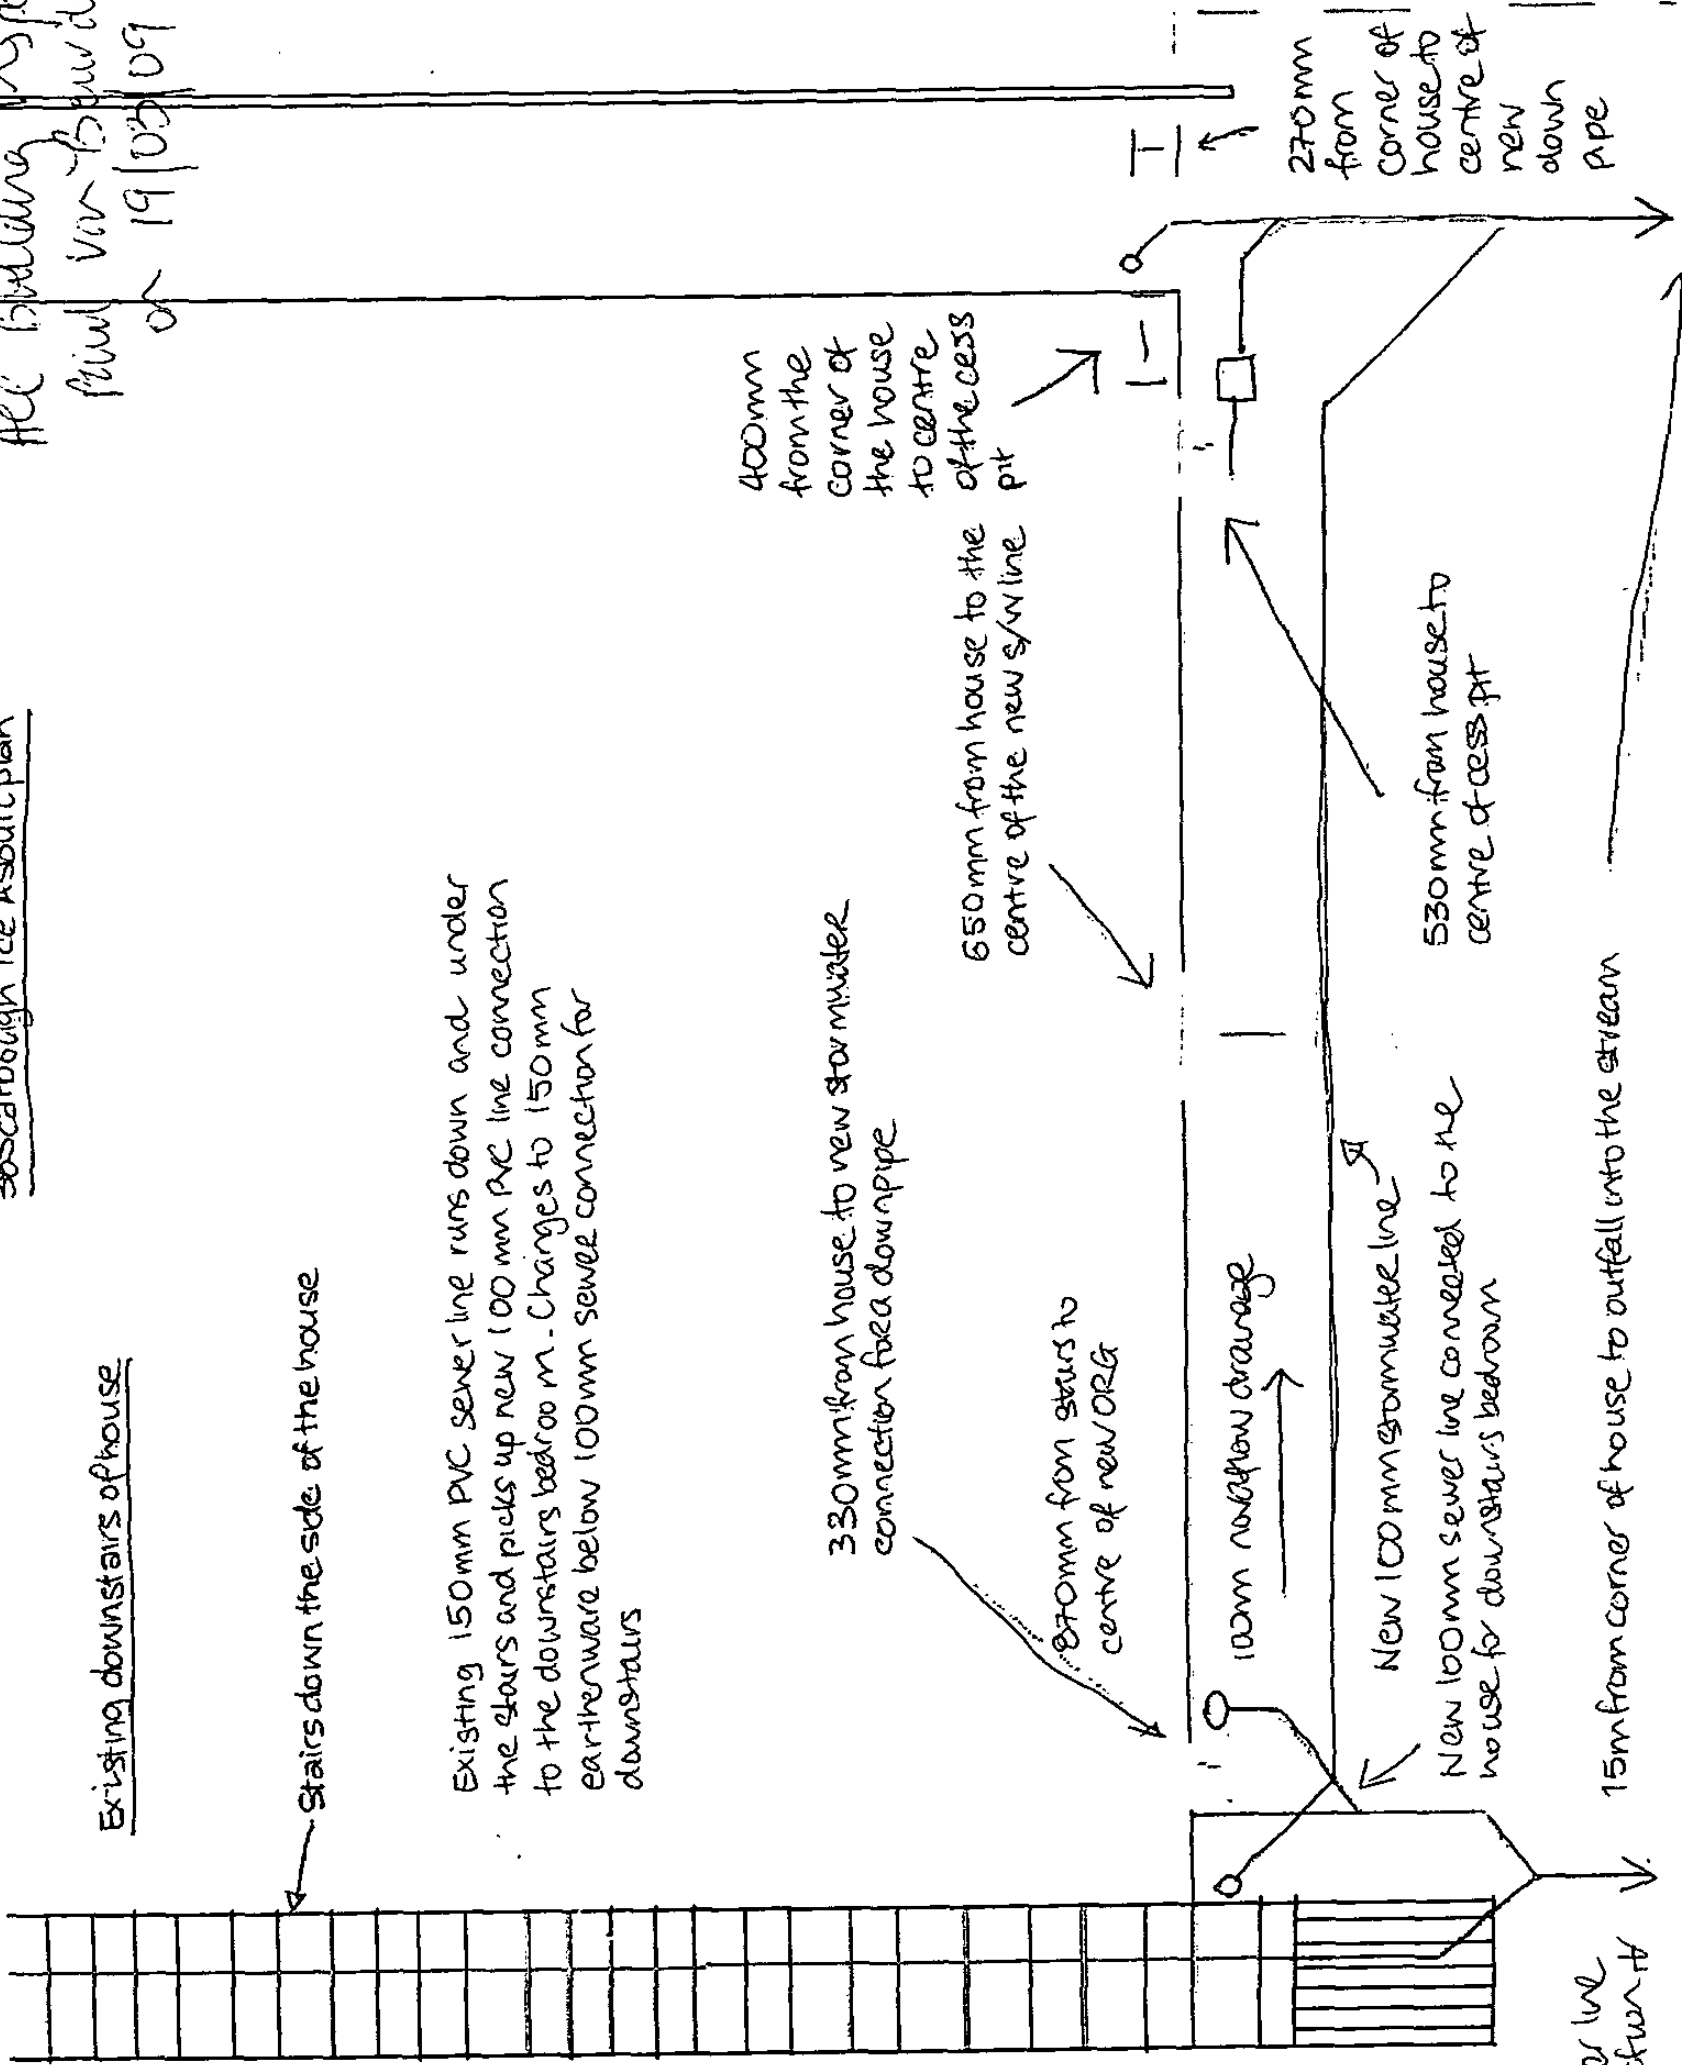 All Building
19/03/09
Existing downstairs of house
Stairs down the side of the house
Existing 150mm PVC sewer line runs down and under
the stairs and picks up new 100mm PVC line connection
to the downstairs bedroom. Changes to 150mm
earthenware below 100mm sewer connection for
downstairs
330mm from house to new stormwater
connection for a downpipe
400mm
from the
corner of
the house
to centre
of the cess
pit
650mm from house to the
centre of the new s/w line
870mm from stairs to
centre of new ORG
100m novaflow drainage
270mm
from
corner of
house to
centre of
new
down
pipe
New 100mm stormwater line
New 100mm sewer line connected to the
house for downstairs bedroom
530mm from house to
centre of cess pit
15m from corner of house to outfall into the stream
line